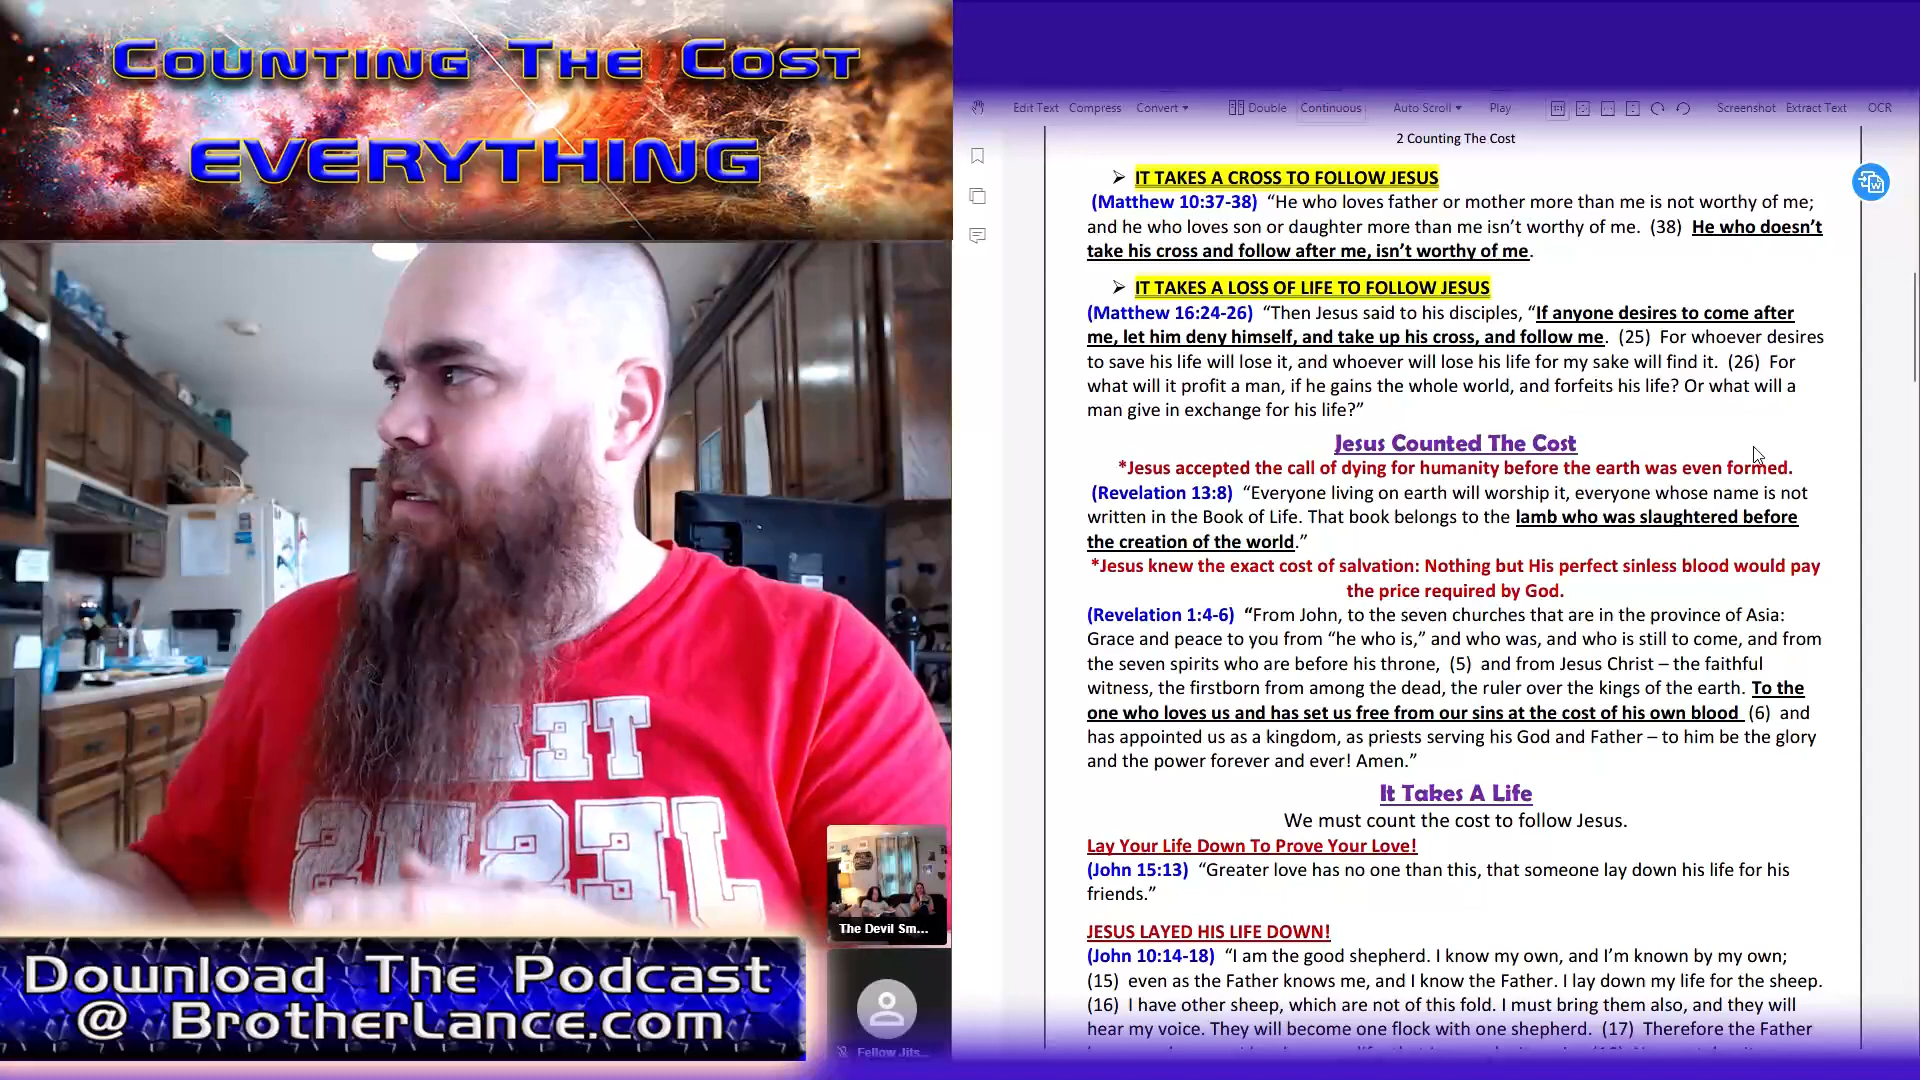 Counting The Cost
EVERYTHING
Edit Text Compress Convert Double Continuous Auto Scroll Play Screenshot Extract Text OCR
2 Counting The Cost
➢ IT TAKES A CROSS TO FOLLOW JESUS
(Matthew 10:37-38) “He who loves father or mother more than me is not worthy of me;
and he who loves son or daughter more than me isn’t worthy of me. (38) He who doesn’t
take his cross and follow after me, isn’t worthy of me.
➢ IT TAKES A LOSS OF LIFE TO FOLLOW JESUS
(Matthew 16:24-26) “Then Jesus said to his disciples, “If anyone desires to come after
me, let him deny himself, and take up his cross, and follow me. (25) For whoever desires
to save his life will lose it, and whoever will lose his life for my sake will find it. (26) For
what will it profit a man, if he gains the whole world, and forfeits his life? Or what will a
man give in exchange for his life?”
Jesus Counted The Cost
*Jesus accepted the call of dying for humanity before the earth was even formed.
(Revelation 13:8) “Everyone living on earth will worship it, everyone whose name is not
written in the Book of Life. That book belongs to the lamb who was slaughtered before
the creation of the world.”
*Jesus knew the exact cost of salvation: Nothing but His perfect sinless blood would pay
the price required by God.
(Revelation 1:4-6) “From John, to the seven churches that are in the province of Asia:
Grace and peace to you from “he who is,” and who was, and who is still to come, and from
the seven spirits who are before his throne, (5) and from Jesus Christ – the faithful
witness, the firstborn from among the dead, the ruler over the kings of the earth. To the
one who loves us and has set us free from our sins at the cost of his own blood (6) and
has appointed us as a kingdom, as priests serving his God and Father – to him be the glory
and the power forever and ever! Amen.”
It Takes A Life
We must count the cost to follow Jesus.
Lay Your Life Down To Prove Your Love!
(John 15:13) “Greater love has no one than this, that someone lay down his life for his
friends.”
JESUS LAYED HIS LIFE DOWN!
(John 10:14-18) “I am the good shepherd. I know my own, and I’m known by my own;
(15) even as the Father knows me, and I know the Father. I lay down my life for the sheep.
(16) I have other sheep, which are not of this fold. I must bring them also, and they will
hear my voice. They will become one flock with one shepherd. (17) Therefore the Father
TEAM
JESUS
The Devil Sm...
Fellow Jits...
Download The Podcast
@ BrotherLance.com